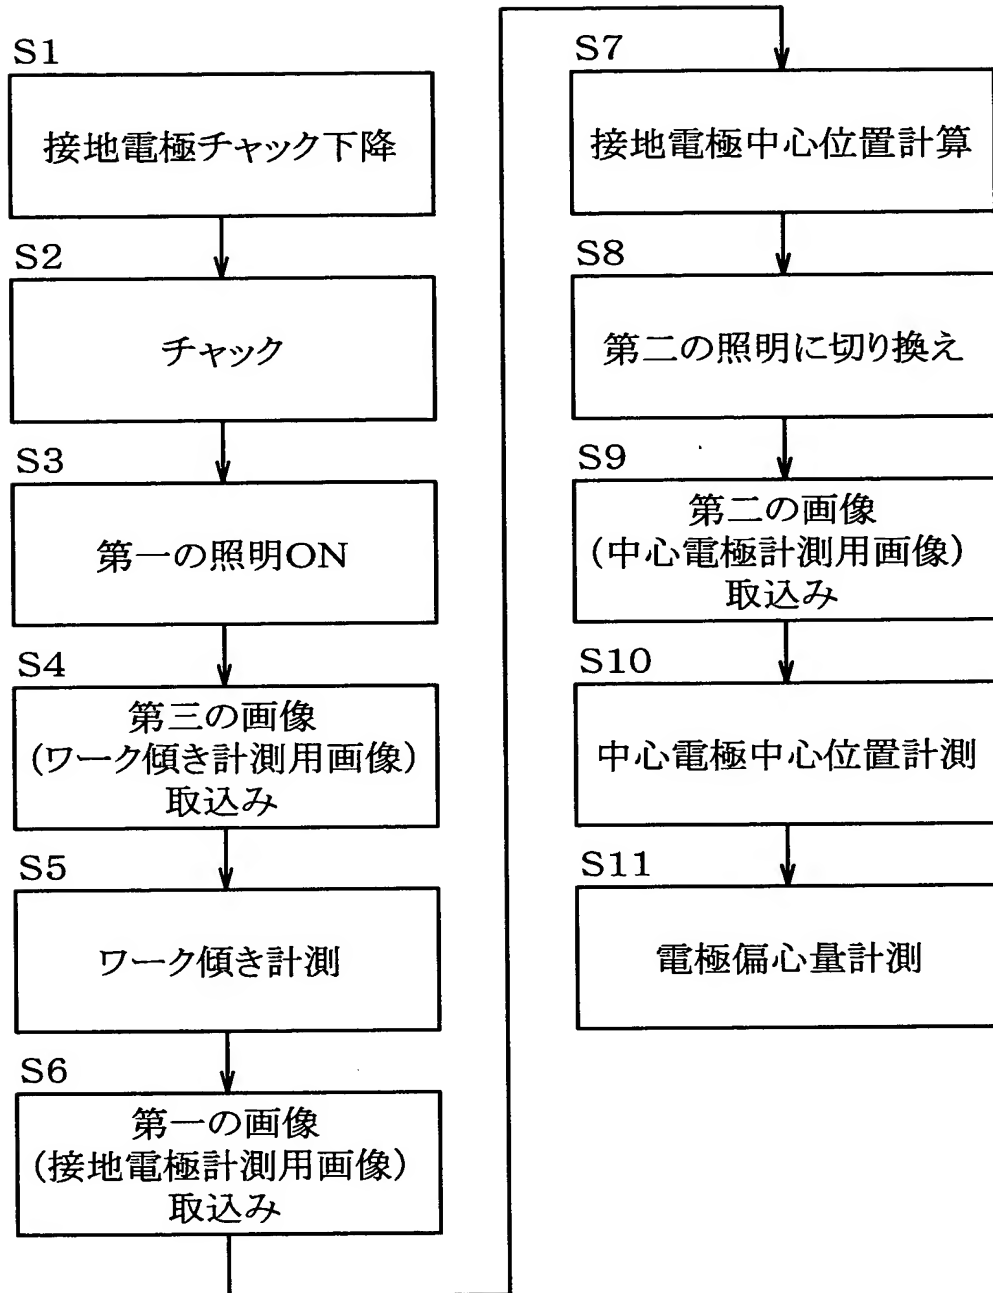 S1
接地電極チャック下降
S2
チャック
S3
第一の照明ON
S4
第三の画像
(ワーク傾き計測用画像)
取込み
S5
ワーク傾き計測
S6
第一の画像
(接地電極計測用画像)
取込み
S7
接地電極中心位置計算
S8
第二の照明に切り換え
S9
第二の画像
(中心電極計測用画像)
取込み
S10
中心電極中心位置計測
S11
電極偏心量計測